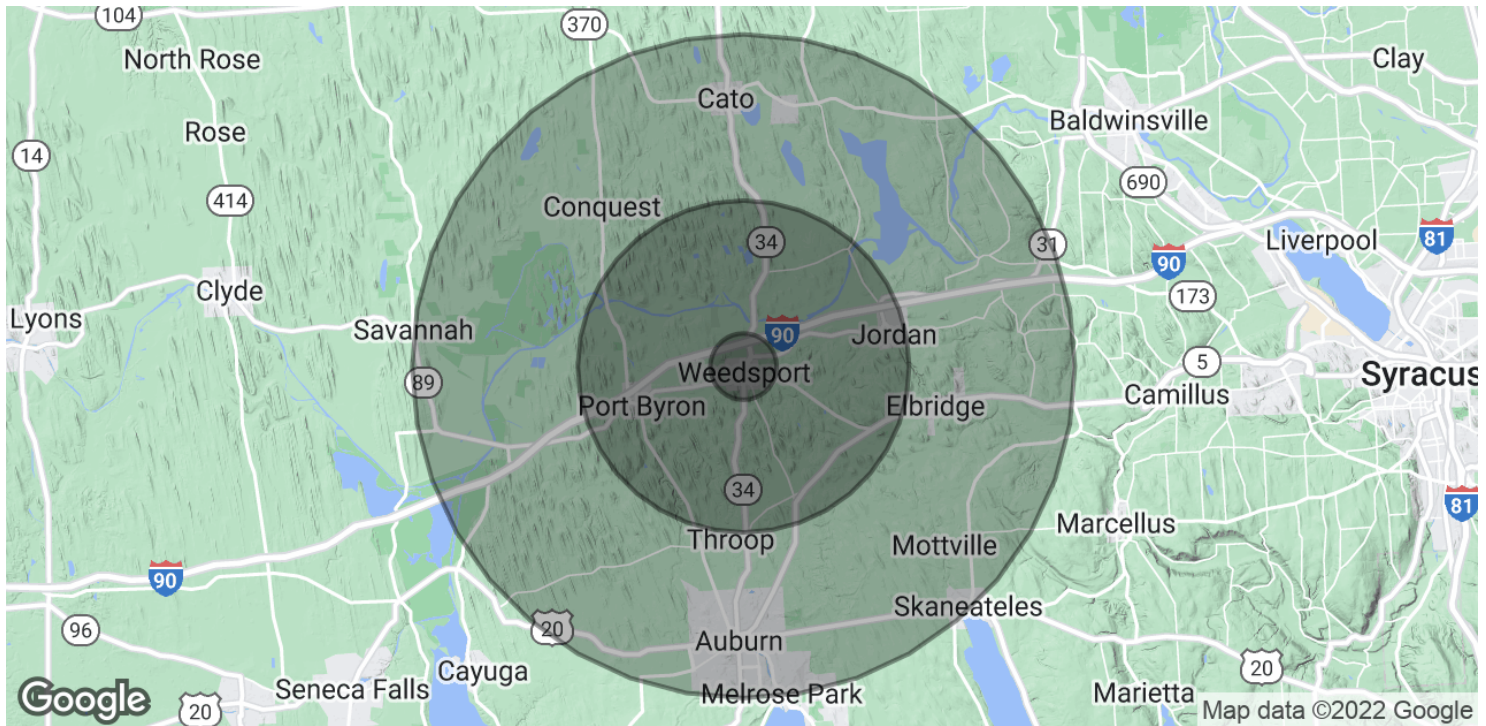 104
370
North Rose
Clay
Cato
Rose
Baldwinsville
14
690
414
Conquest
34
31
Liverpool
81
90
Clyde
173
Lyons
Savannah
90
Jordan
5
Weedsport
89
Syracus
Camillus
Port Byron
Elbridge
34
81
Marcellus
Throop
Mottville
90
Skaneateles
96
20
Auburn
20
Cayuga
Seneca Falls
Melrose Park
Marietta
Google
20
Map data ©2022 Google